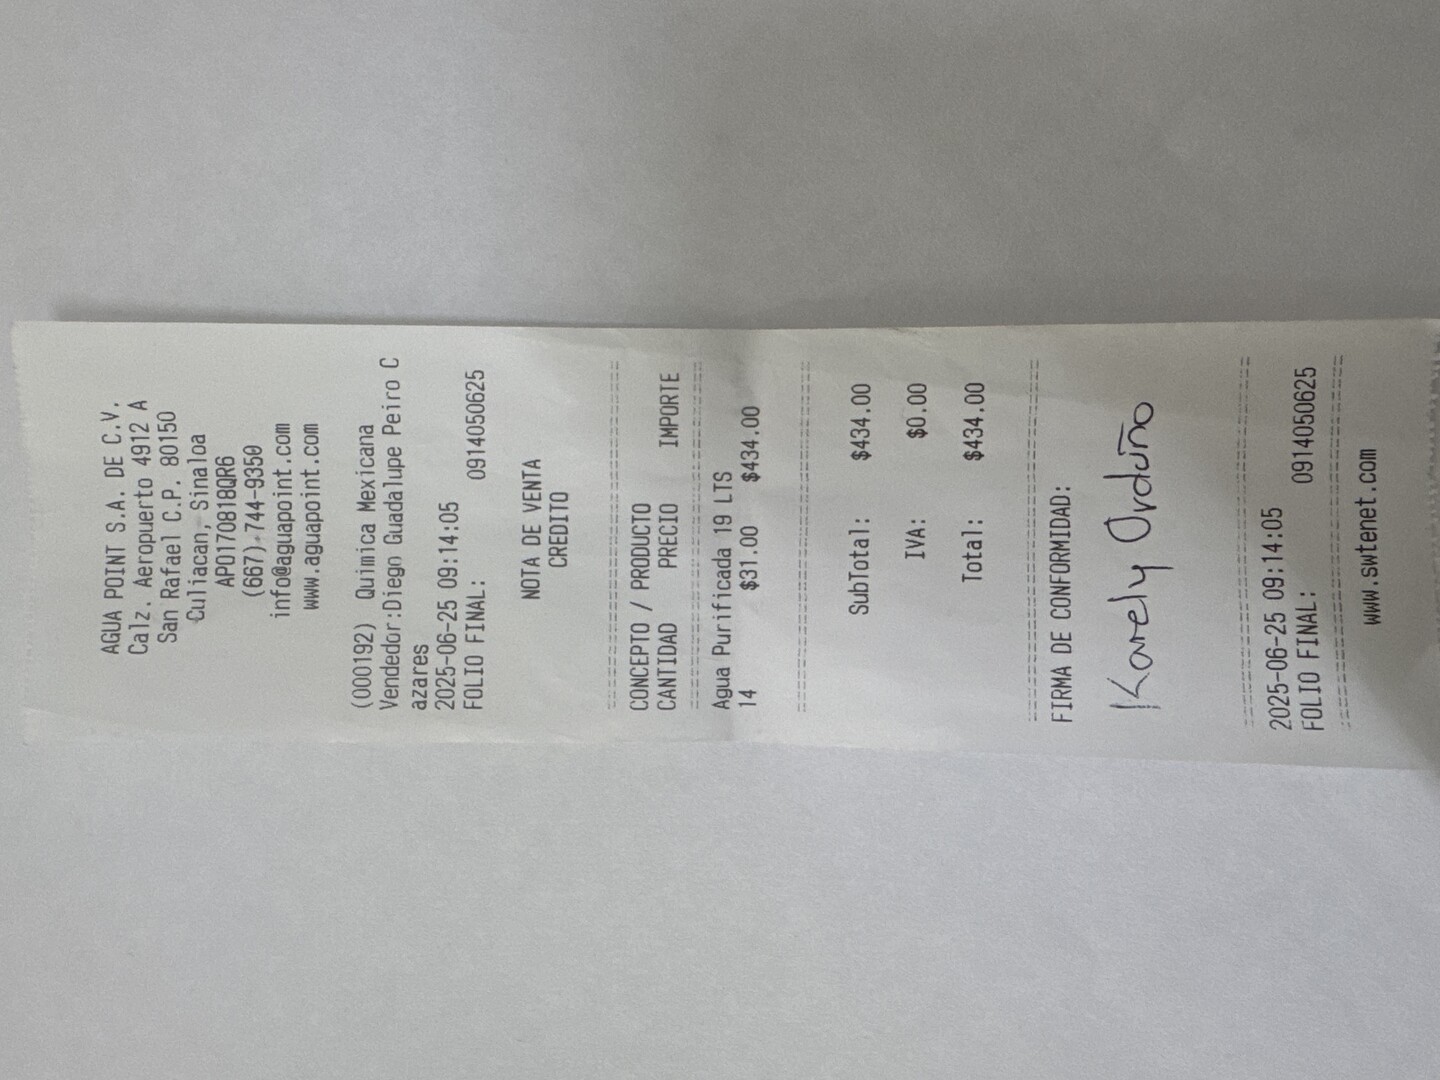 AGUA POINT S.A. DE C.V.
Calz. Aeropuerto 4912 A
San Rafael C.P. 80150
Culiacan, Sinaloa
APO170818QR6
(667)-744-9350
info@aguapoint.com
www.aguapoint.com
(000192) Quimica Mexicana
Vendedor:Diego Guadalupe Peiro C
azares
2025-06-25 09:14:05
FOLIO FINAL: 0914050625
NOTA DE VENTA
CREDITO
CONCEPTO / PRODUCTO
CANTIDAD PRECIO IMPORTE
Agua Purificada 19 LTS
14 $31.00 $434.00
SubTotal: $434.00
IVA: $0.00
Total: $434.00
FIRMA DE CONFORMIDAD:
Karely Orduño
2025-06-25 09:14:05
FOLIO FINAL: 0914050625
www.swtenet.com